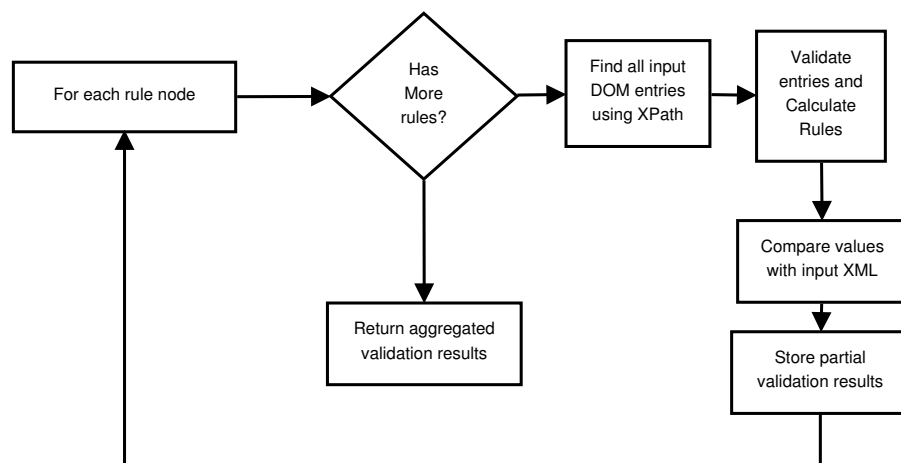 For each rule node
Has
More
rules?
Find all input
DOM entries
using XPath
Validate
entries and
Calculate
Rules
Compare values
with input XML
Return aggregated
validation results
Store partial
validation results